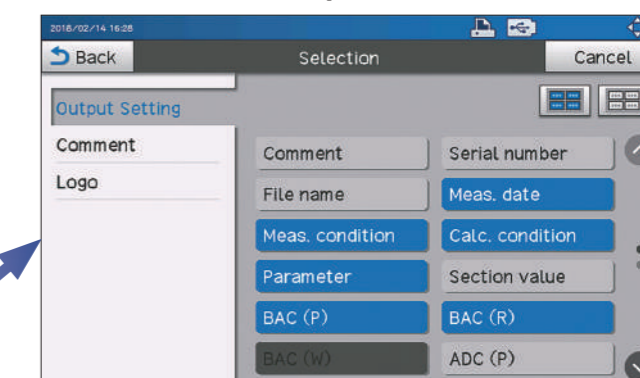 2018/02/14 16:28
Back Selection Cancel
Output Setting
Comment
Logo
Comment Serial number
File name Meas. date
Meas. condition Calc. condition
Parameter Section value
BAC (P) BAC (R)
BAC (W) ADC (P)